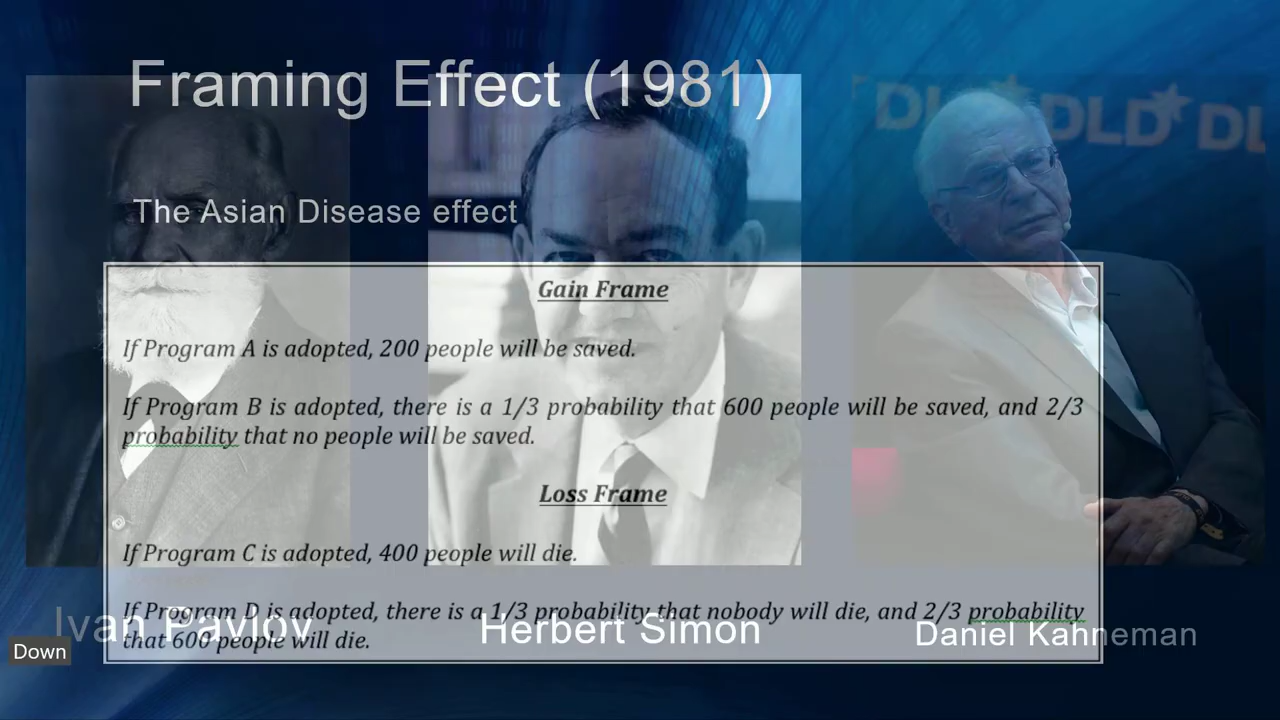 Framing Effect (1981)
DL DLD DL
The Asian Disease effect
Gain Frame
If Program A is adopted, 200 people will be saved.
If Program B is adopted, there is a 1/3 probability that 600 people will be saved, and 2/3
probability that no people will be saved.
Loss Frame
If Program C is adopted, 400 people will die.
If Program D is adopted, there is a 1/3 probability that nobody will die, and 2/3 probability
that 600 people will die.
Ivan Pavlov
Herbert Simon
Daniel Kahneman
Down